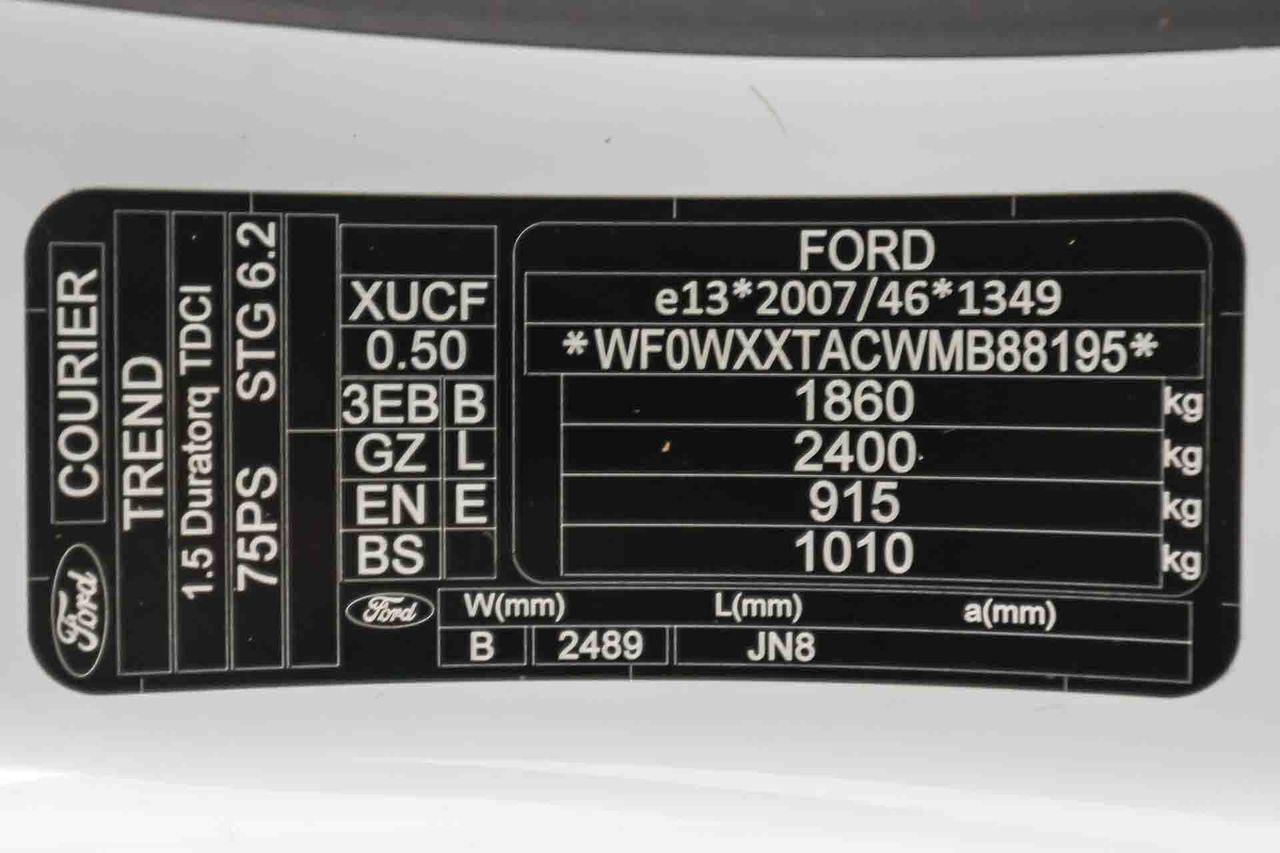 Ford COURIER
TREND
1.5 Duratorq TDCI
75PS STG 6.2
XUCF
0.50
3EB B
GZ L
EN E
BS
FORD
e13*2007/46*1349
*WF0WXXTACWMB88195*
1860 kg
2400 kg
915 kg
1010 kg
Ford W(mm) L(mm) a(mm)
B 2489 JN8